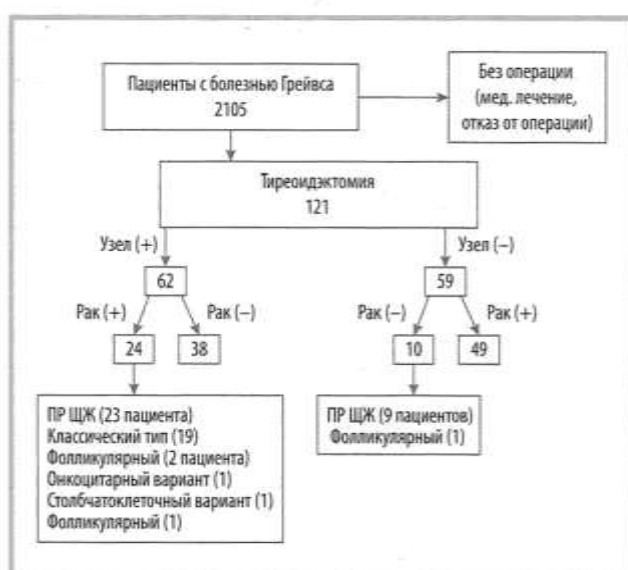 Пациенты с болезнью Грейвса
2105
Без операции
(мед. лечение,
отказ от операции)
Тиреоидэктомия
121
Узел (+)
Узел (–)
62
59
Рак (+)
Рак (–)
Рак (–)
Рак (+)
24
38
10
49
ПР ЩЖ (23 пациента)
Классический тип (19)
Фолликулярный (2 пациента)
Онкоцитарный вариант (1)
Столбчатоклеточный вариант (1)
Фолликулярный (1)
ПР ЩЖ (9 пациентов)
Фолликулярный (1)